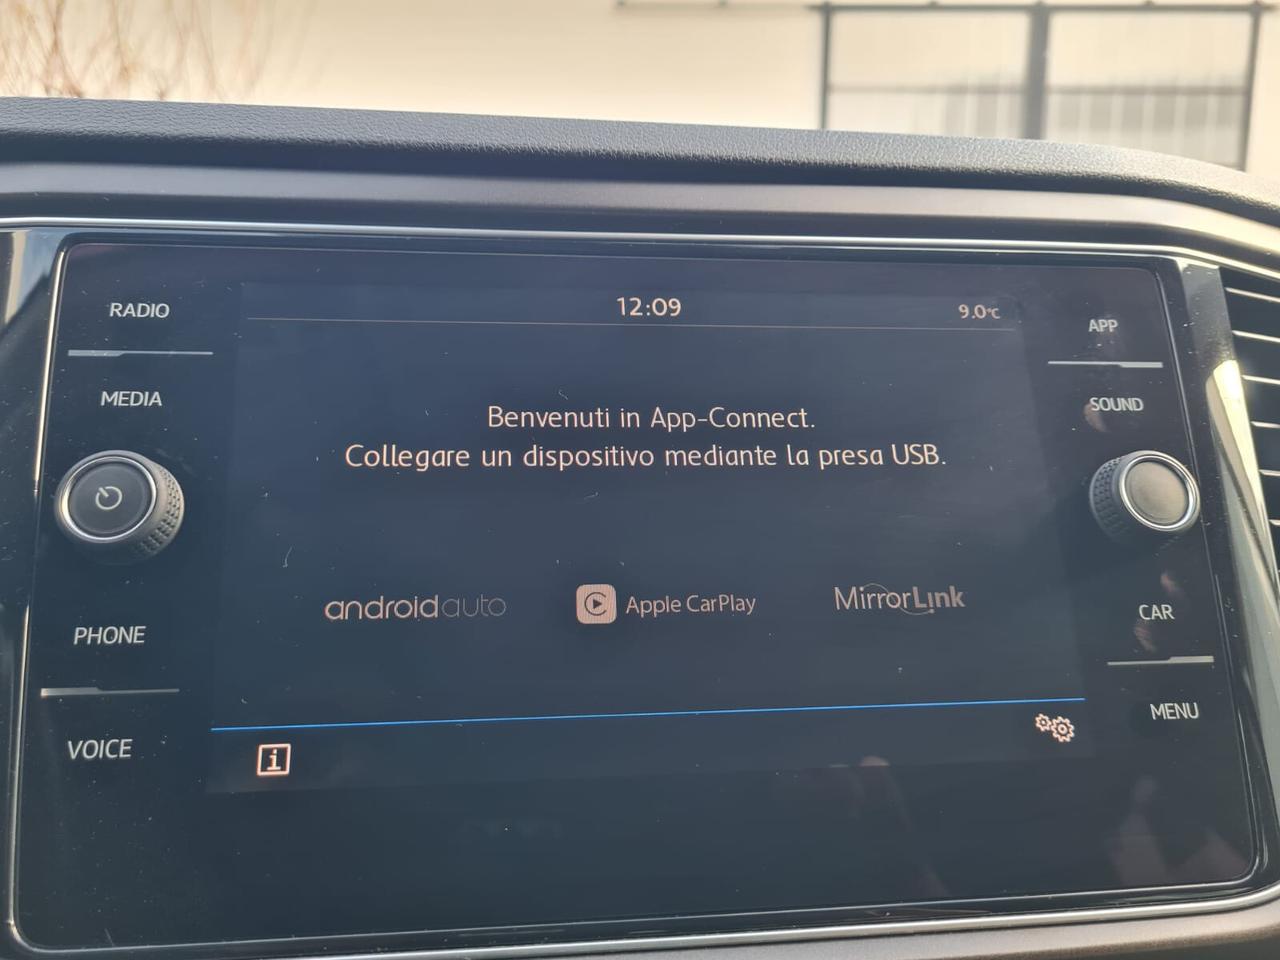 12:09
9.0°C
RADIO
APP
MEDIA
SOUND
Benvenuti in App-Connect.
Collegare un dispositivo mediante la presa USB.
androidauto
Apple CarPlay
MirrorLink
PHONE
CAR
VOICE
MENU
i